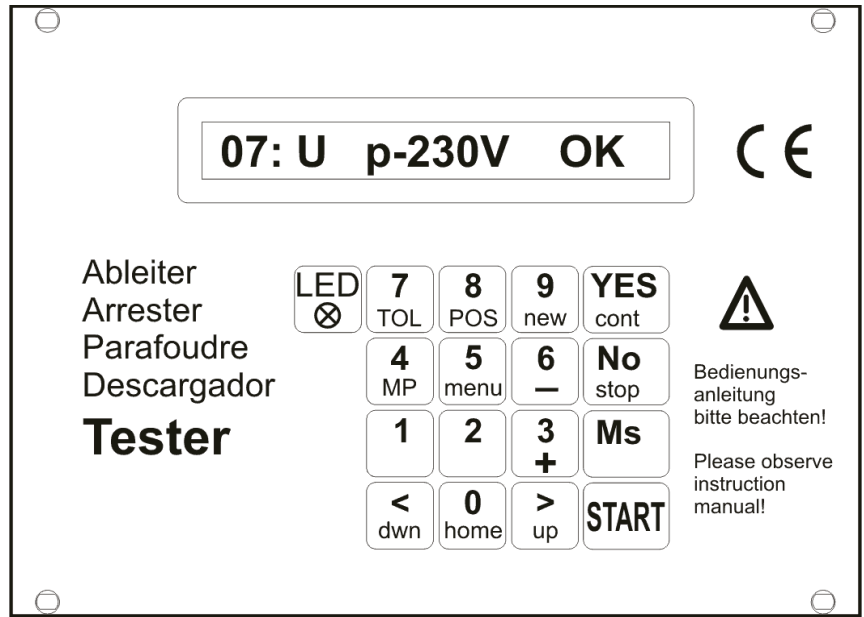 07: U p-230V OK
CE
Ableiter
Arrester
Parafoudre
Descargador
Tester
LED
7
TOL
8
POS
9
new
YES
cont
4
MP
5
menu
6
–
No
stop
1
2
3
+
Ms
<
dwn
0
home
>
up
START
!
Bedienungs-
anleitung
bitte beachten!
Please observe
instruction
manual!